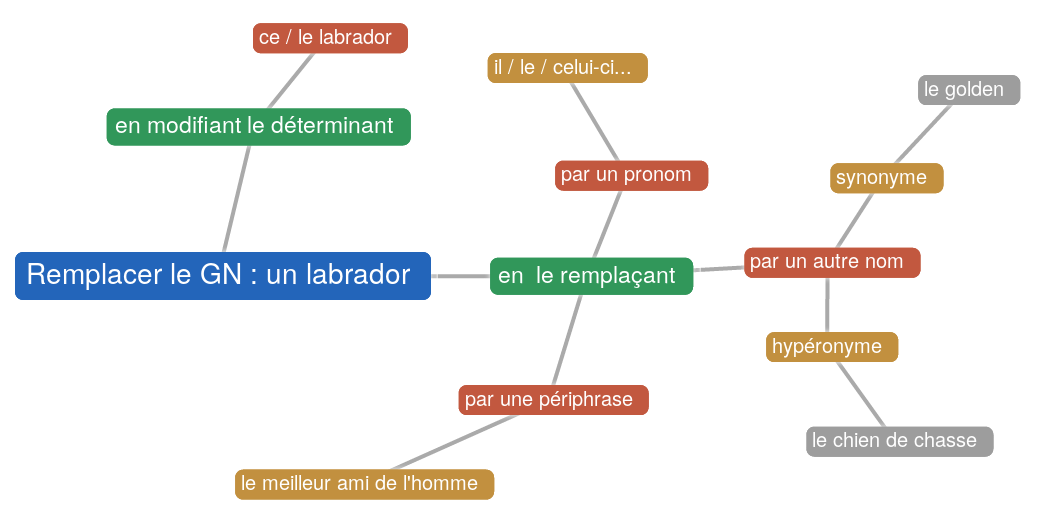 ce / le labrador
en modifiant le déterminant
Remplacer le GN : un labrador
il / le / celui-ci...
par un pronom
en le remplaçant
par une périphrase
le meilleur ami de l'homme
le golden
synonyme
par un autre nom
hypéronyme
le chien de chasse